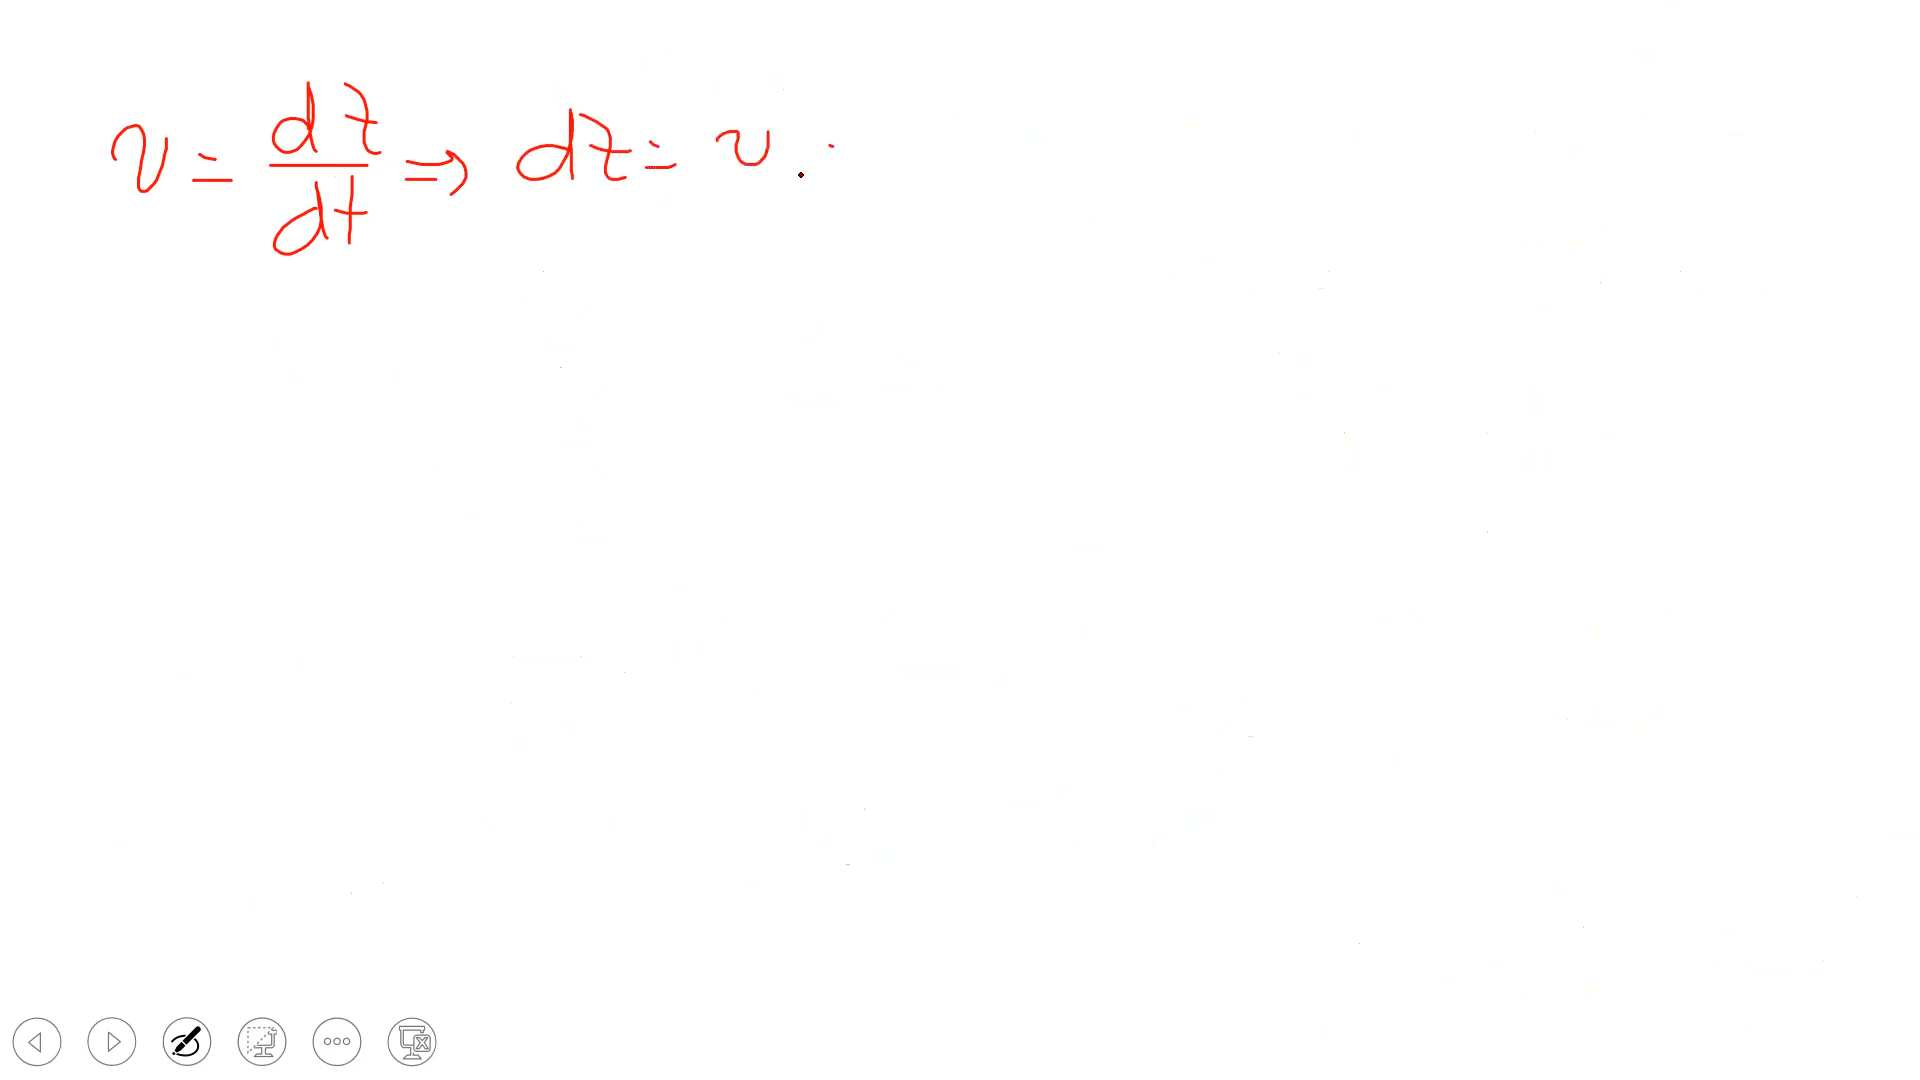 v = dz/dt ⇒ dz = v ·